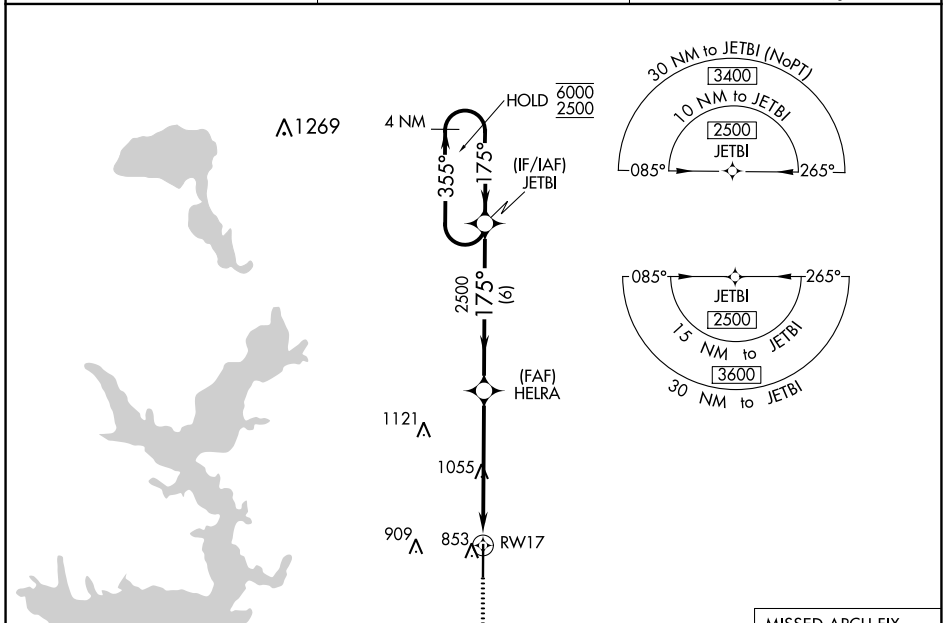 1269
4 NM
HOLD 6000
2500
355°
175°
(IF/IAF)
JETBI
2500
175°
(6)
(FAF)
HELRA
1121
1055
909
853
RW17
30 NM to JETBI (NoPT)
3400
10 NM to JETBI
2500
JETBI
085°
265°
085°
265°
JETBI
2500
15 NM to JETBI
3600
30 NM to JETBI
MISSED APCH FIX